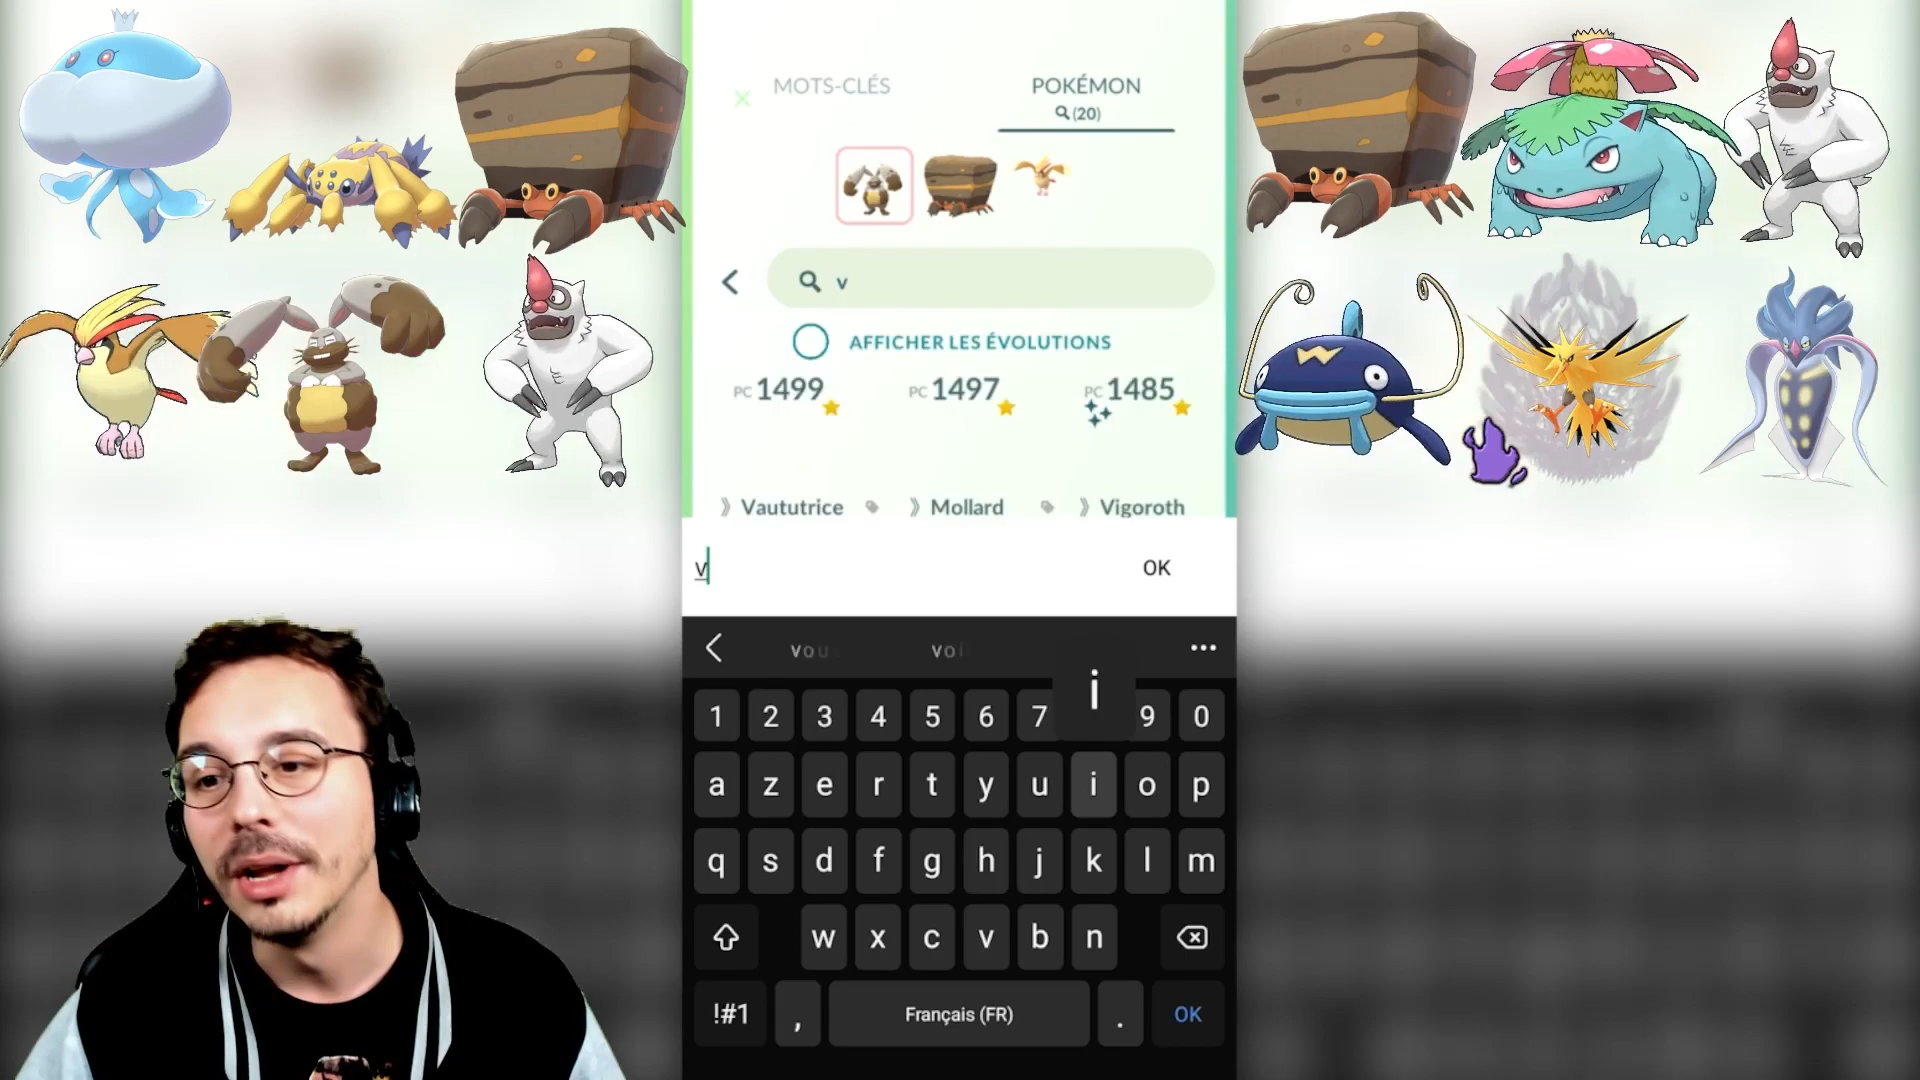 MOTS-CLÉS
POKÉMON
(20)
v
AFFICHER LES ÉVOLUTIONS
PC 1499
PC 1497
PC 1485
Vaututrice
Mollard
Vigoroth
v
OK
vous
voi
i
1 2 3 4 5 6 7 9 0
a z e r t y u i o p
q s d f g h j k l m
w x c v b n
!#1 , Français (FR) . OK